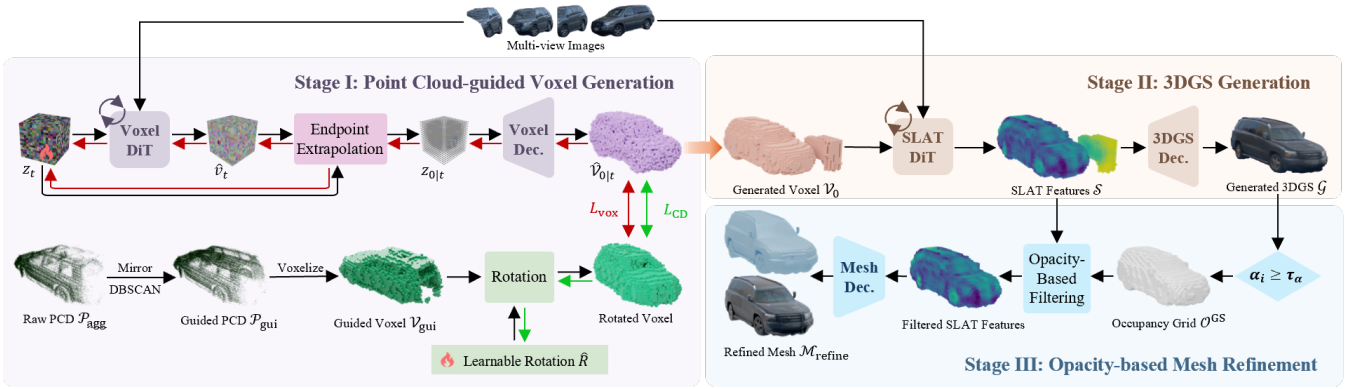 Multi-view Images
Stage I: Point Cloud-guided Voxel Generation
Voxel
DiT
Endpoint
Extrapolation
Voxel
Dec.
z_t
v̂_t
z_{0|t}
𝒱̂_{0|t}
L_vox
L_CD
Mirror
DBSCAN
Voxelize
Rotation
Raw PCD 𝒫_agg
Guided PCD 𝒫_gui
Guided Voxel 𝒱_gui
Rotated Voxel
Learnable Rotation R̂
Stage II: 3DGS Generation
SLAT
DiT
3DGS
Dec.
Generated Voxel 𝒱_0
SLAT Features 𝒮
Generated 3DGS 𝒢
Mesh
Dec.
Opacity-
Based
Filtering
α_i ≥ τ_α
Refined Mesh ℳ_refine
Filtered SLAT Features
Occupancy Grid 𝒪^GS
Stage III: Opacity-based Mesh Refinement